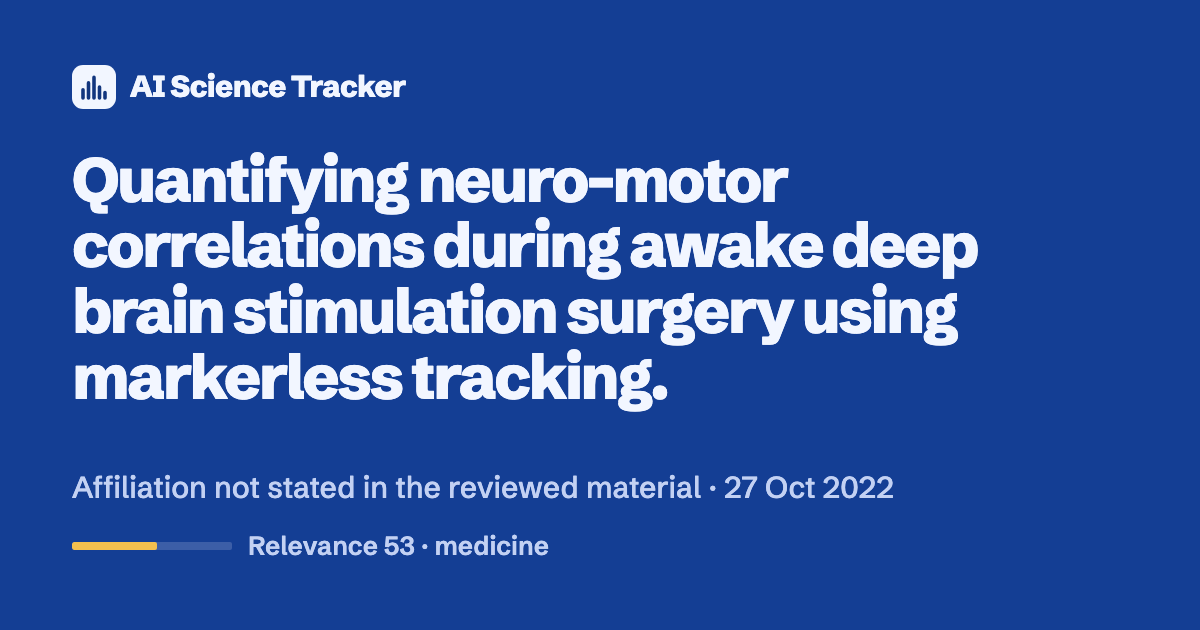 AI Science Tracker
Quantifying neuro-motor
correlations during awake deep
brain stimulation surgery using
markerless tracking.
Affiliation not stated in the reviewed material · 27 Oct 2022
Relevance 53 · medicine